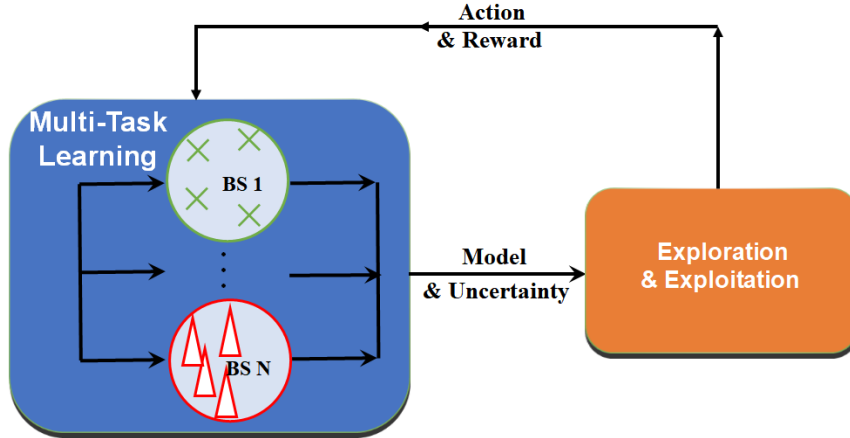 Action
& Reward
Multi-Task
Learning
BS 1
BS N
Model
& Uncertainty
Exploration
& Exploitation